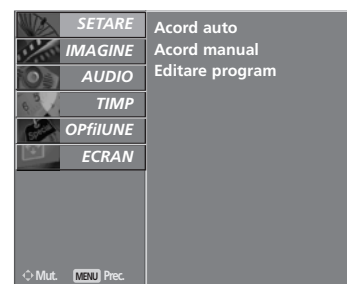 SETARE
IMAGINE
AUDIO
TIMP
OPfiIUNE
ECRAN
Acord auto
Acord manual
Editare program
Mut. MENU Prec.